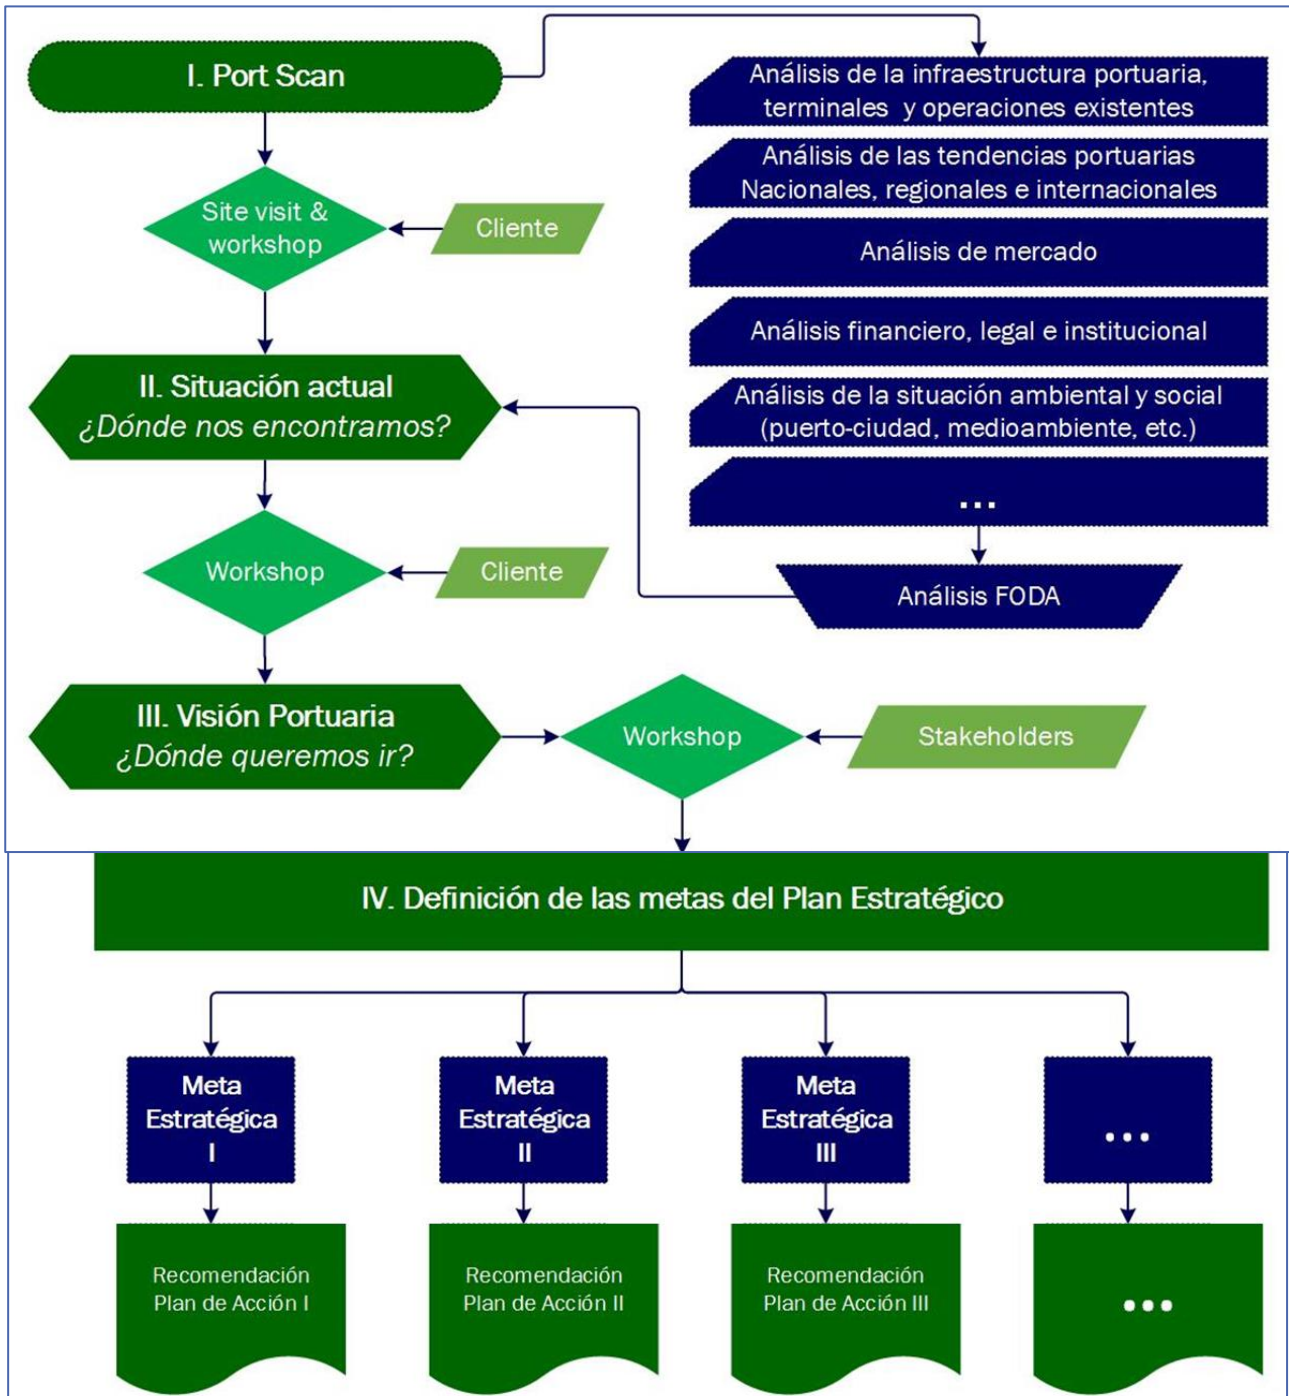 I. Port Scan
Análisis de la infraestructura portuaria,
terminales y operaciones existentes
Análisis de las tendencias portuarias
Nacionales, regionales e internacionales
Site visit &
workshop
Cliente
Análisis de mercado
Análisis financiero, legal e institucional
II. Situación actual
¿Dónde nos encontramos?
Análisis de la situación ambiental y social
(puerto-ciudad, medioambiente, etc.)
...
Workshop
Cliente
Análisis FODA
III. Visión Portuaria
¿Dónde queremos ir?
Workshop
Stakeholders
IV. Definición de las metas del Plan Estratégico
Meta
Estratégica
I
Meta
Estratégica
II
Meta
Estratégica
III
...
Recomendación
Plan de Acción I
Recomendación
Plan de Acción II
Recomendación
Plan de Acción III
...